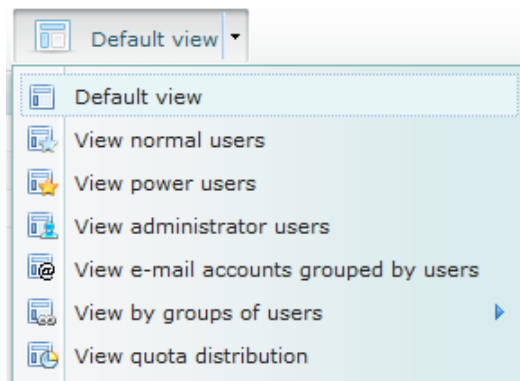 Default view
Default view
View normal users
View power users
View administrator users
View e-mail accounts grouped by users
View by groups of users
View quota distribution